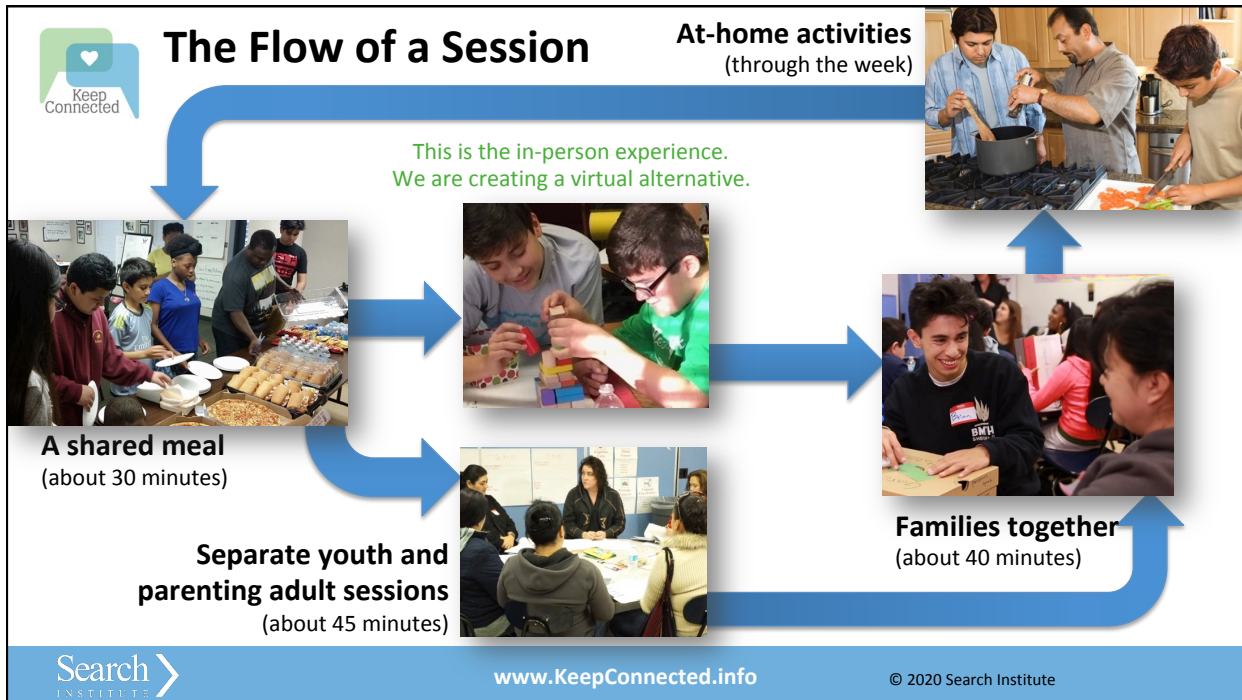 Keep
Connected
The Flow of a Session
At-home activities
(through the week)
This is the in-person experience.
We are creating a virtual alternative.
A shared meal
(about 30 minutes)
Separate youth and
parenting adult sessions
(about 45 minutes)
BMH
Families together
(about 40 minutes)
Search
INSTITUTE
www.KeepConnected.info
© 2020 Search Institute